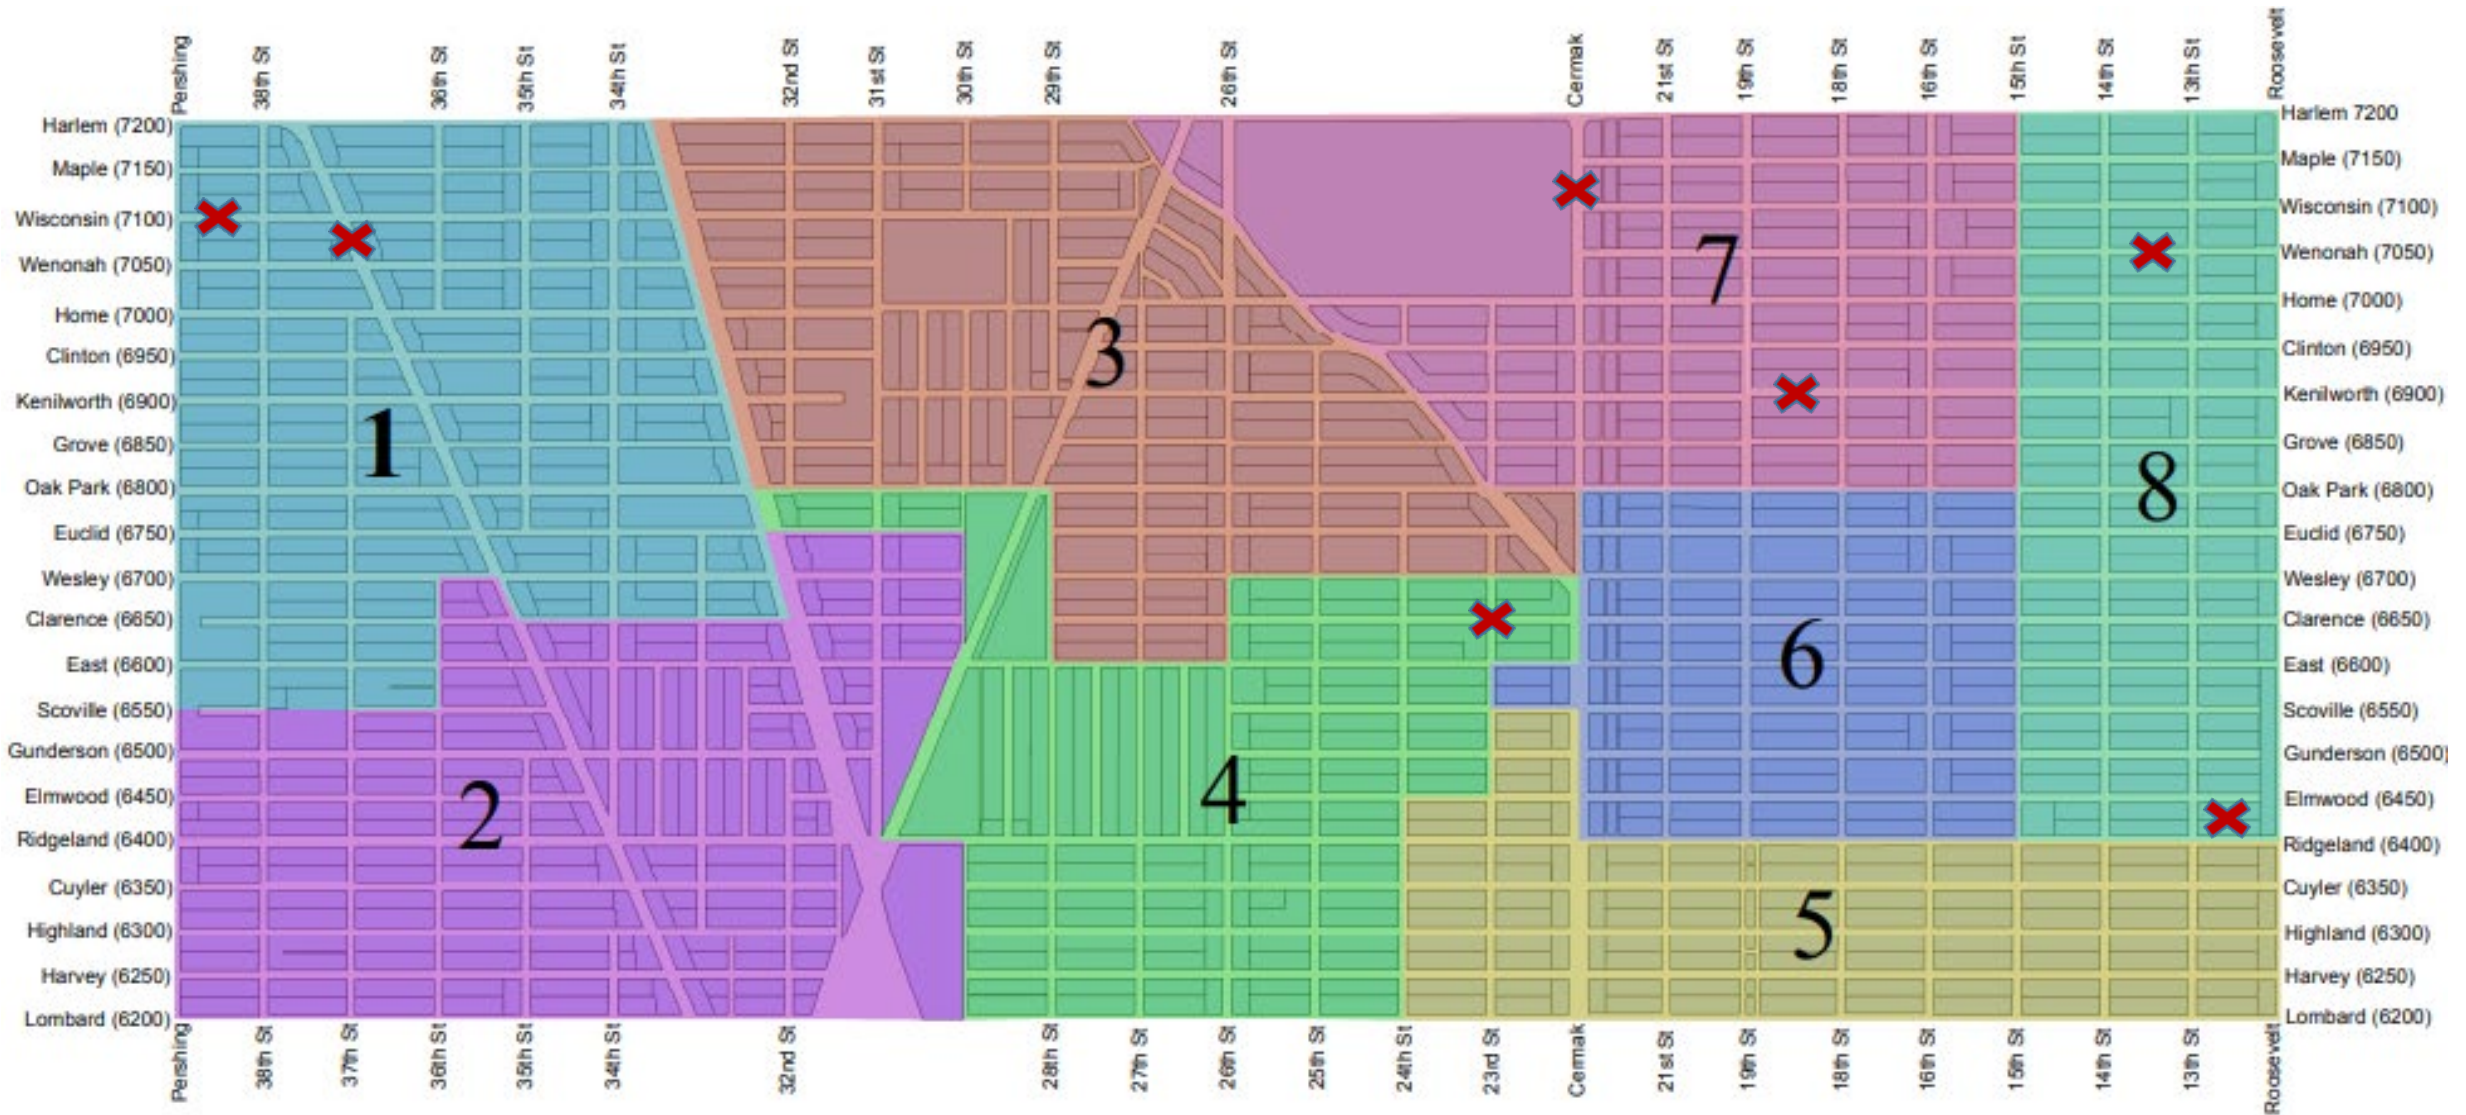 Pershing
38th St
36th St
35th St
34th St
32nd St
31st St
30th St
29th St
26th St
Cermak
21st St
19th St
18th St
16th St
15th St
14th St
13th St
Roosevelt
Harlem (7200)
Maple (7150)
Wisconsin (7100)
Wenonah (7050)
Home (7000)
Clinton (6950)
Kenilworth (6900)
Grove (6850)
Oak Park (6800)
Euclid (6750)
Wesley (6700)
Clarence (6650)
East (6600)
Scoville (6550)
Gunderson (6500)
Elmwood (6450)
Ridgeland (6400)
Cuyler (6350)
Highland (6300)
Harvey (6250)
Lombard (6200)
1
2
3
4
7
6
5
8
Harlem 7200
Maple (7150)
Wisconsin (7100)
Wenonah (7050)
Home (7000)
Clinton (6950)
Kenilworth (6900)
Grove (6850)
Oak Park (6800)
Euclid (6750)
Wesley (6700)
Clarence (6650)
East (6600)
Scoville (6550)
Gunderson (6500)
Elmwood (6450)
Ridgeland (6400)
Cuyler (6350)
Highland (6300)
Harvey (6250)
Lombard (6200)
Pershing
38th St
37th St
36th St
35th St
34th St
32nd St
28th St
27th St
26th St
25th St
24th St
23rd St
Cermak
21st St
19th St
18th St
16th St
15th St
14th St
13th St
Roosevelt